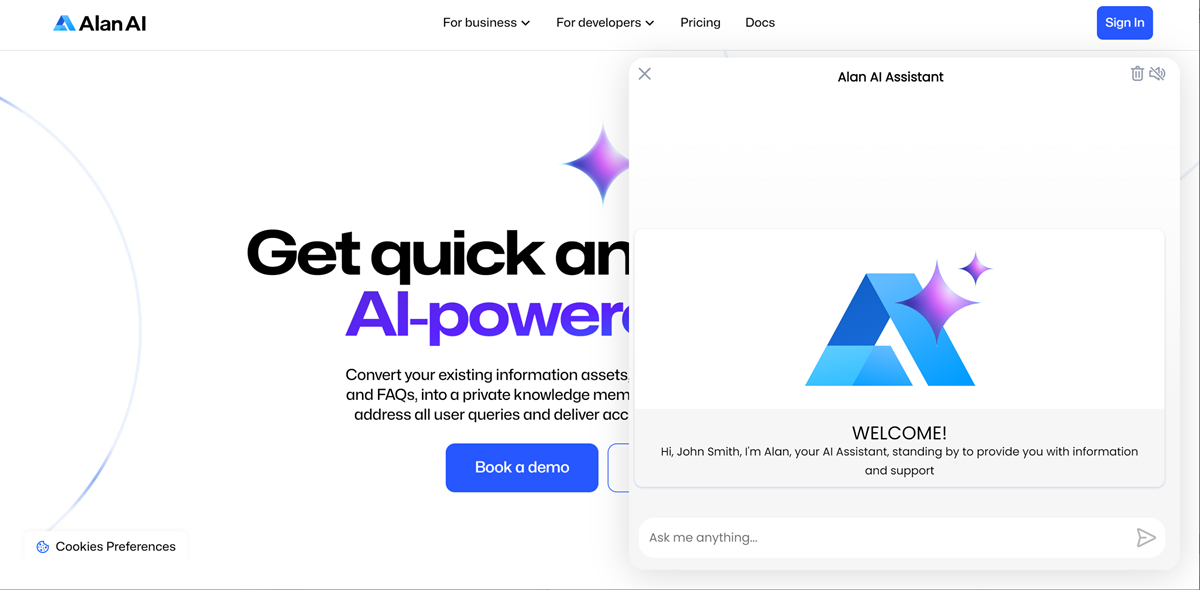 Alan AI
For business
For developers
Pricing
Docs
Sign In
Get quick an
AI-powere
Convert your existing information assets,
and FAQs, into a private knowledge mem
address all user queries and deliver acc
Book a demo
Cookies Preferences
Alan AI Assistant
WELCOME!
Hi, John Smith, I'm Alan, your AI Assistant, standing by to provide you with information
and support
Ask me anything...